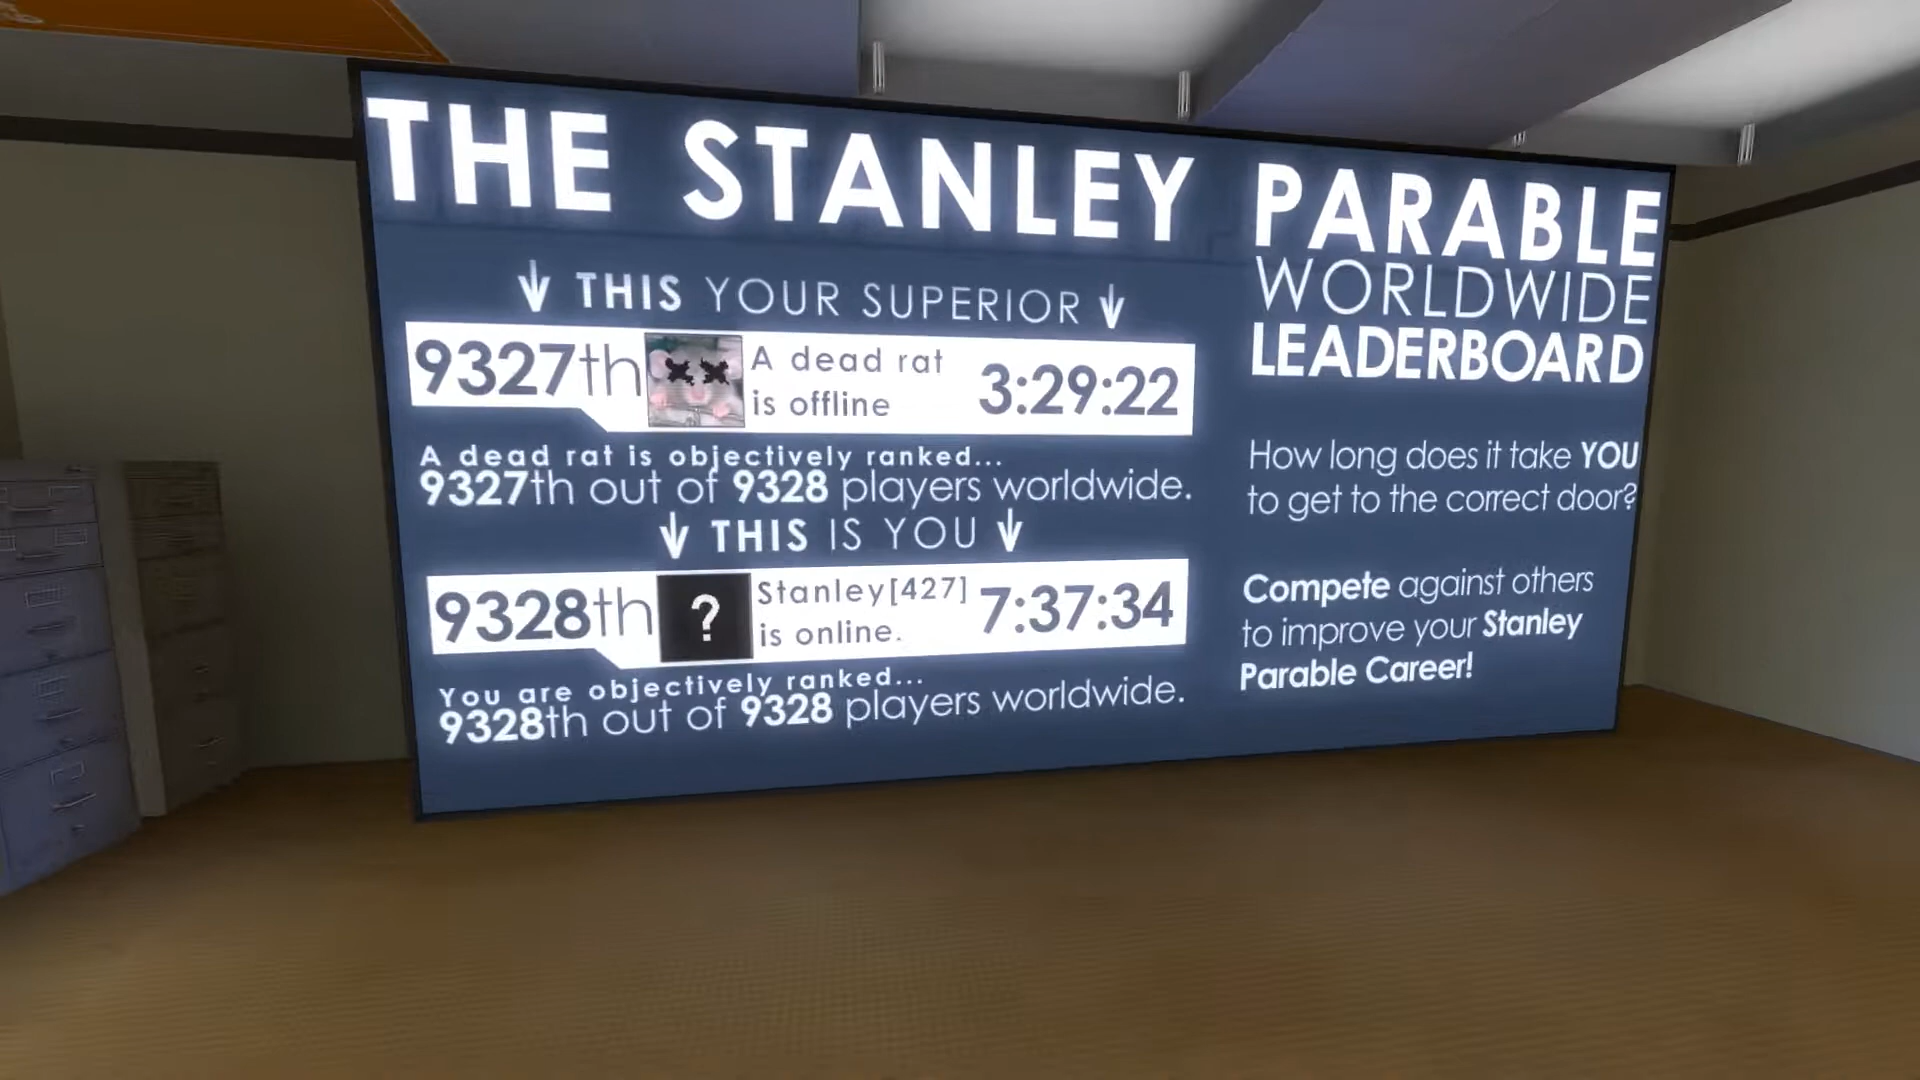 THE STANLEY PARABLE
WORLDWIDE
LEADERBOARD
↓ THIS YOUR SUPERIOR ↓
9327th
A dead rat
is offline
3:29:22
A dead rat is objectively ranked...
9327th out of 9328 players worldwide.
↓ THIS IS YOU ↓
9328th
?
Stanley[427]
is online.
7:37:34
You are objectively ranked...
9328th out of 9328 players worldwide.
How long does it take YOU
to get to the correct door?
Compete against others
to improve your Stanley
Parable Career!